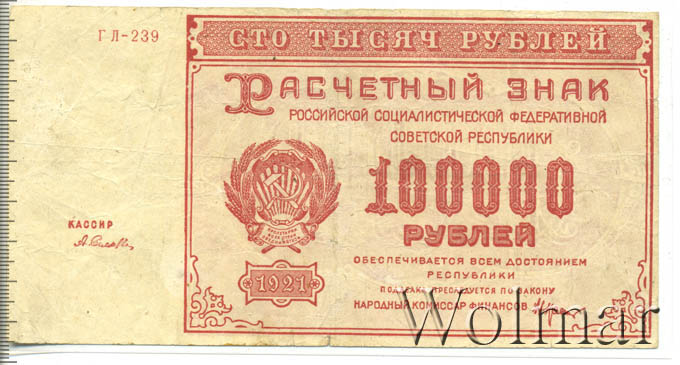 ГЛ-239
СТО ТЫСЯЧ РУБЛЕЙ
РАСЧЕТНЫЙ ЗНАК
РОССИЙСКОЙ СОЦИАЛИСТИЧЕСКОЙ ФЕДЕРАТИВНОЙ
СОВЕТСКОЙ РЕСПУБЛИКИ
100000
РУБЛЕЙ
КАССИР
1921
ОБЕСПЕЧИВАЕТСЯ ВСЕМ ДОСТОЯНИЕМ
РЕСПУБЛИКИ
ПОДДЕЛКА ПРЕСЛЕДУЕТСЯ ПО ЗАКОНУ
НАРОДНЫЙ КОМИССАР ФИНАНСОВ
Wolmar